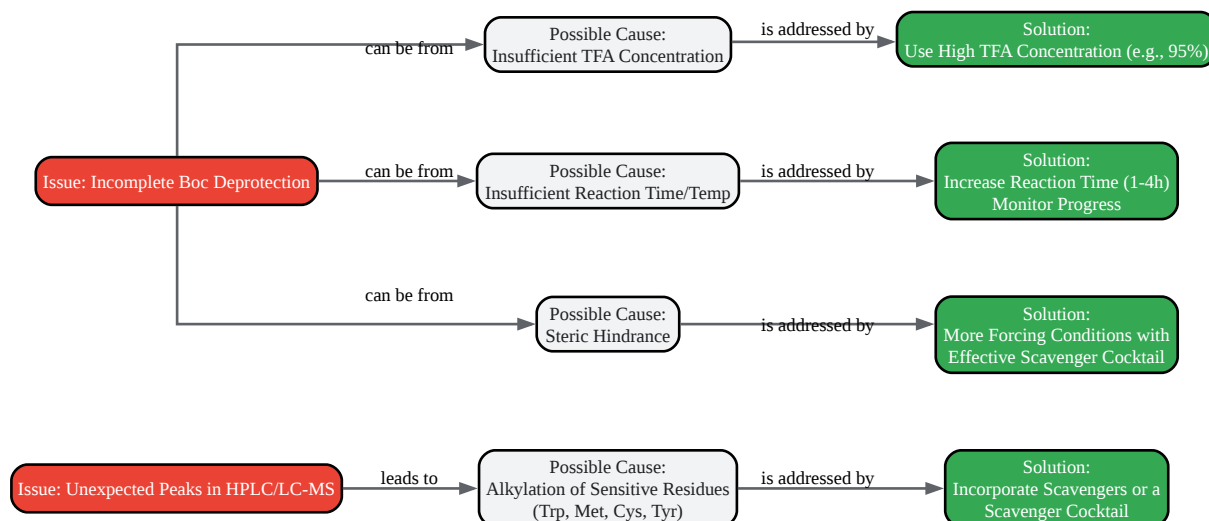 can be from
Possible Cause:
Insufficient TFA Concentration
is addressed by
Solution:
Use High TFA Concentration (e.g., 95%)
Issue: Incomplete Boc Deprotection
can be from
Possible Cause:
Insufficient Reaction Time/Temp
is addressed by
Solution:
Increase Reaction Time (1-4h)
Monitor Progress
can be from
Possible Cause:
Steric Hindrance
is addressed by
Solution:
More Forcing Conditions with
Effective Scavenger Cocktail
Issue: Unexpected Peaks in HPLC/LC-MS
leads to
Possible Cause:
Alkylation of Sensitive Residues
(Trp, Met, Cys, Tyr)
is addressed by
Solution:
Incorporate Scavengers or a
Scavenger Cocktail